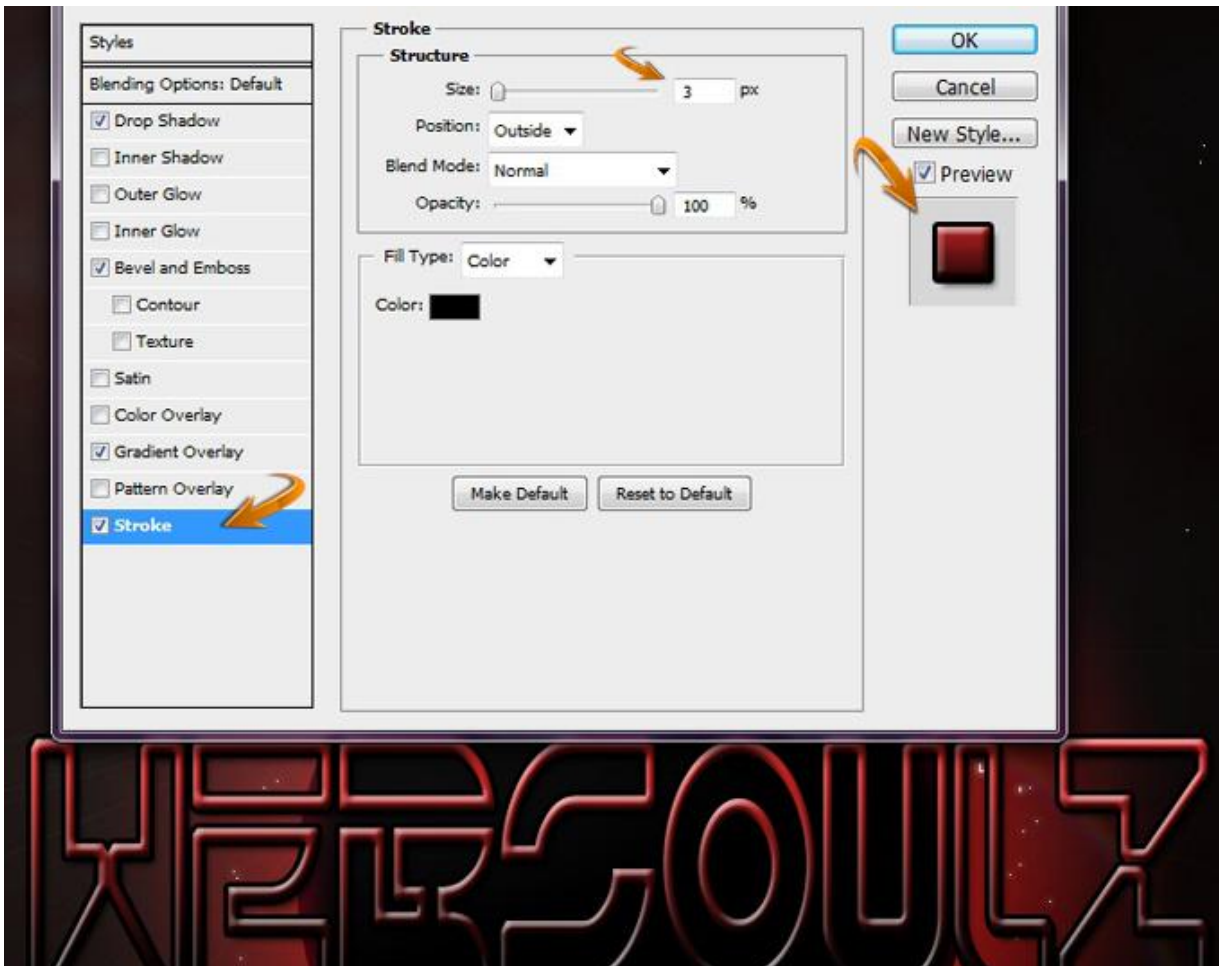 Styles
Blending Options: Default
Drop Shadow
Inner Shadow
Outer Glow
Inner Glow
Bevel and Emboss
Contour
Texture
Satin
Color Overlay
Gradient Overlay
Pattern Overlay
Stroke
Stroke
Structure
Size: 3 px
Position: Outside
Blend Mode: Normal
Opacity: 100 %
Fill Type: Color
Color:
Make Default Reset to Default
OK
Cancel
New Style...
Preview
WEBSOULZ